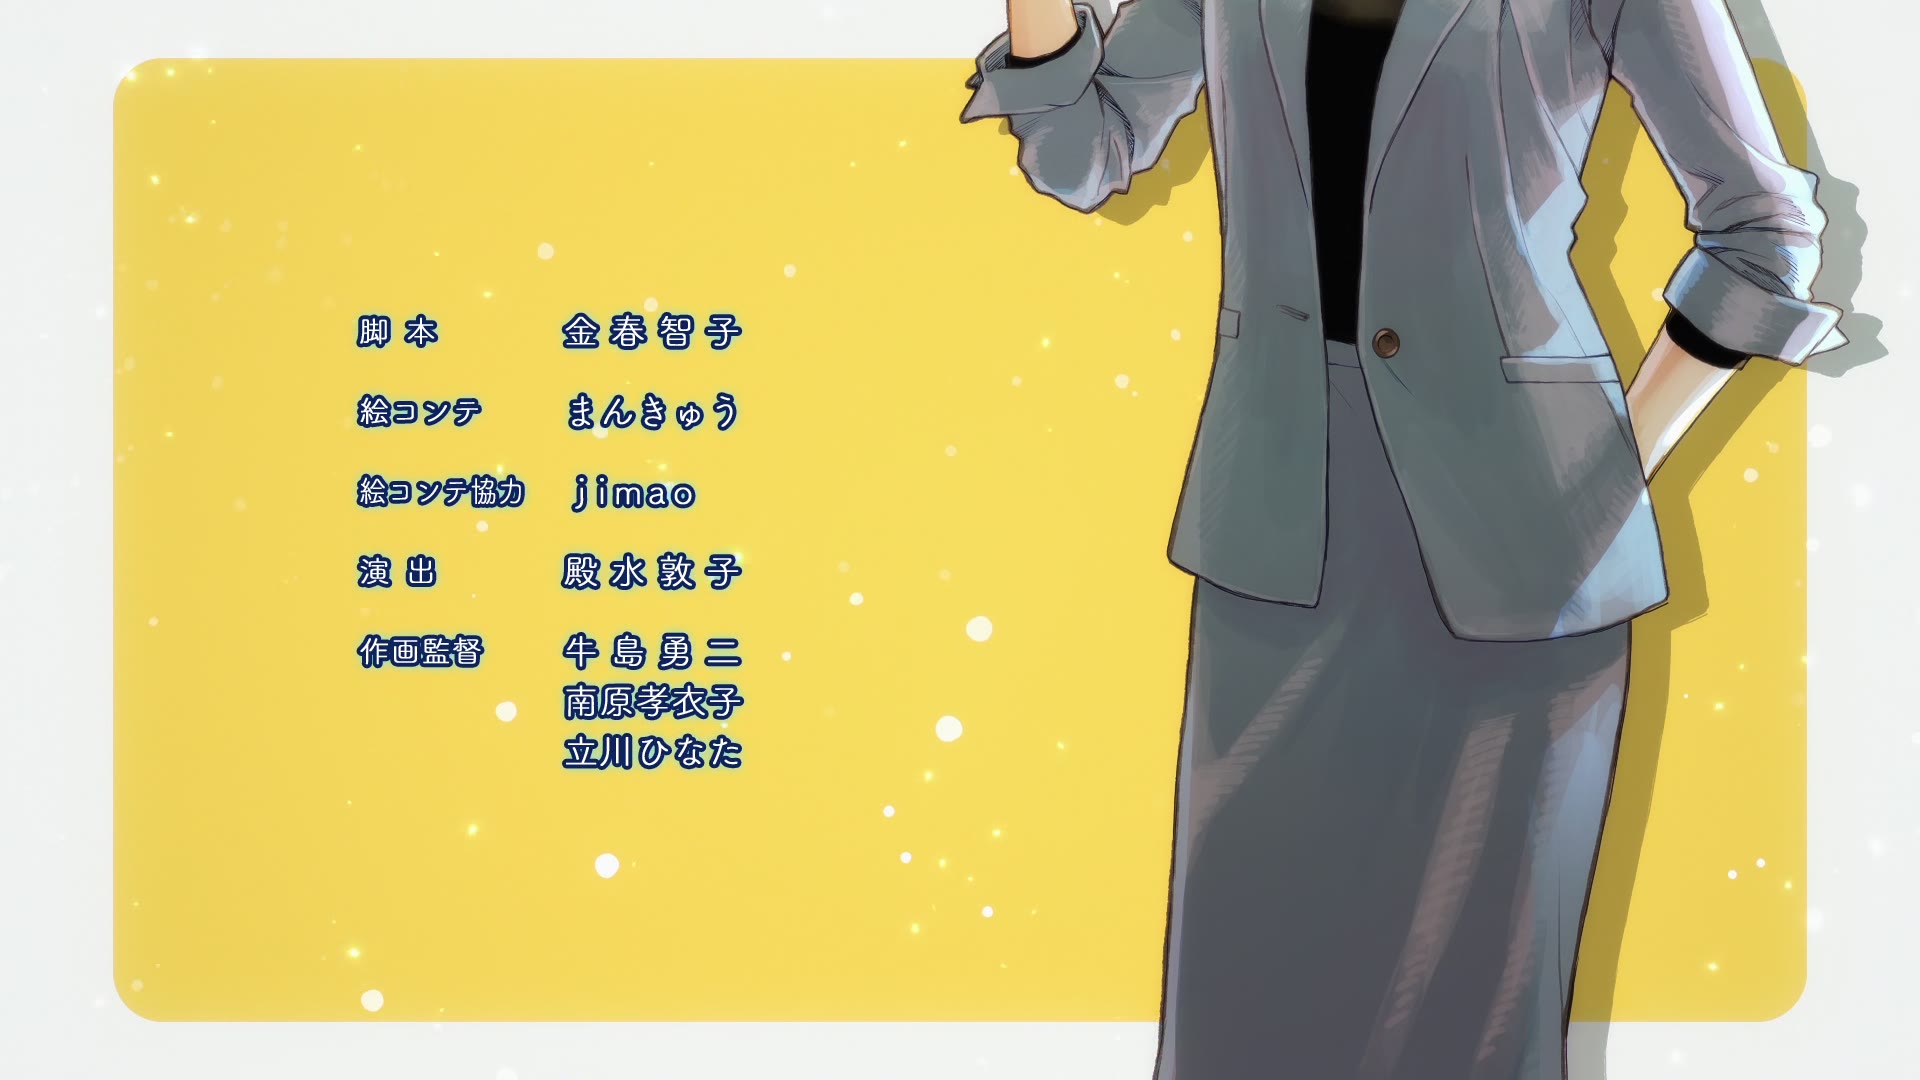 脚本 金春智子
絵コンテ まんきゅう
絵コンテ協力 jimao
演出 殿水敦子
作画監督 牛島勇二
南原孝衣子
立川ひなた